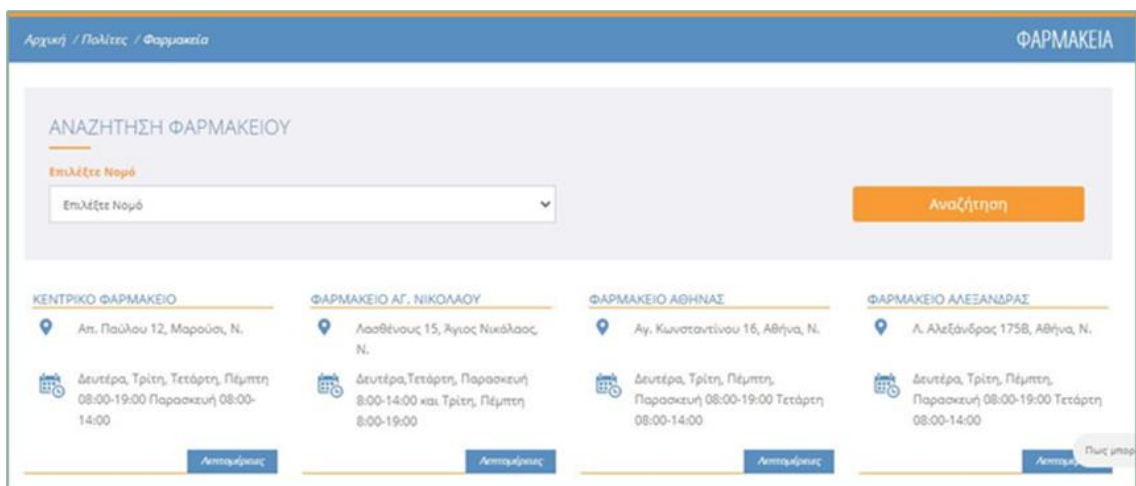 Αρχική / Πολίτες / Φαρμακεία
ΦΑΡΜΑΚΕΙΑ
ΑΝΑΖΗΤΗΣΗ ΦΑΡΜΑΚΕΙΟΥ
Επιλέξτε Νομό
Επιλέξτε Νομό
Αναζήτηση
ΚΕΝΤΡΙΚΟ ΦΑΡΜΑΚΕΙΟ
Απ. Παύλου 12, Μαρούσι, Ν.
Δευτέρα, Τρίτη, Τετάρτη, Πέμπτη
08:00-19:00 Παρασκευή 08:00-
14:00
Λεπτομέρειες
ΦΑΡΜΑΚΕΙΟ ΑΓ. ΝΙΚΟΛΑΟΥ
Λασθένους 15, Άγιος Νικόλαος,
Ν.
Δευτέρα,Τετάρτη, Παρασκευή
8:00-14:00 και Τρίτη, Πέμπτη
8:00-19:00
Λεπτομέρειες
ΦΑΡΜΑΚΕΙΟ ΑΘΗΝΑΣ
Αγ. Κωνσταντίνου 16, Αθήνα, Ν.
Δευτέρα, Τρίτη, Πέμπτη,
Παρασκευή 08:00-19:00 Τετάρτη
08:00-14:00
Λεπτομέρειες
ΦΑΡΜΑΚΕΙΟ ΑΛΕΞΑΝΔΡΑΣ
Λ. Αλεξάνδρας 175Β, Αθήνα, Ν.
Δευτέρα, Τρίτη, Πέμπτη,
Παρασκευή 08:00-19:00 Τετάρτη
08:00-14:00
Πως